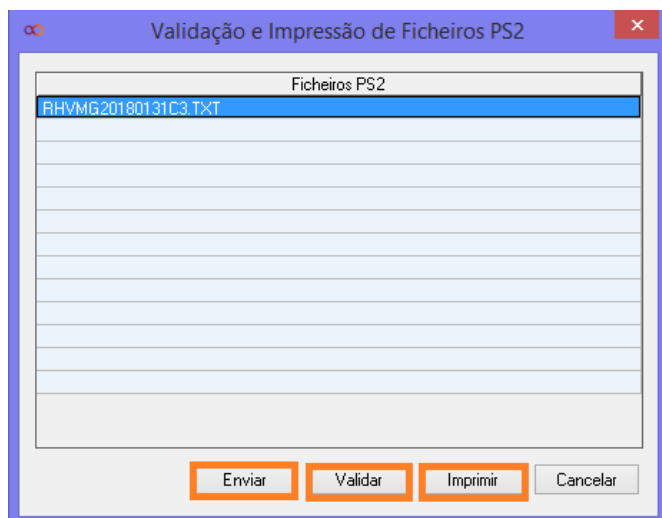 Validação e Impressão de Ficheiros PS2
Ficheiros PS2
RHVMG20180131C3.TXT
Enviar Validar Imprimir Cancelar